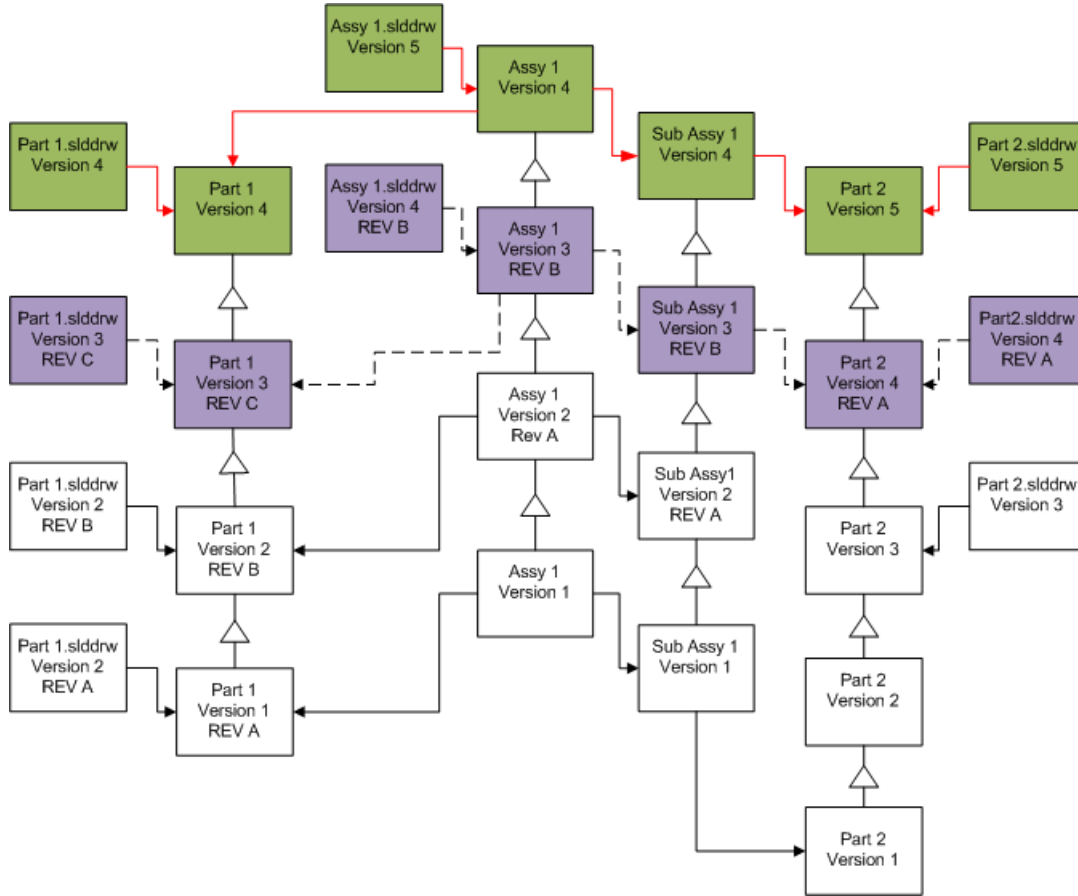 Assy 1.slddrw
Version 5
Assy 1
Version 4
Part 1.slddrw
Version 4
Sub Assy 1
Version 4
Part 2.slddrw
Version 5
Part 1
Version 4
Assy 1.slddrw
Version 4
REV B
Part 2
Version 5
Assy 1
Version 3
REV B
Part 1.slddrw
Version 3
REV C
Sub Assy 1
Version 3
REV B
Part2.slddrw
Version 4
REV A
Part 1
Version 3
REV C
Part 2
Version 4
REV A
Assy 1
Version 2
Rev A
Part 1.slddrw
Version 2
REV B
Sub Assy1
Version 2
REV A
Part 2.slddrw
Version 3
Part 1
Version 2
REV B
Part 2
Version 3
Assy 1
Version 1
Part 1.slddrw
Version 2
REV A
Sub Assy 1
Version 1
Part 2
Version 2
Part 1
Version 1
REV A
Part 2
Version 1